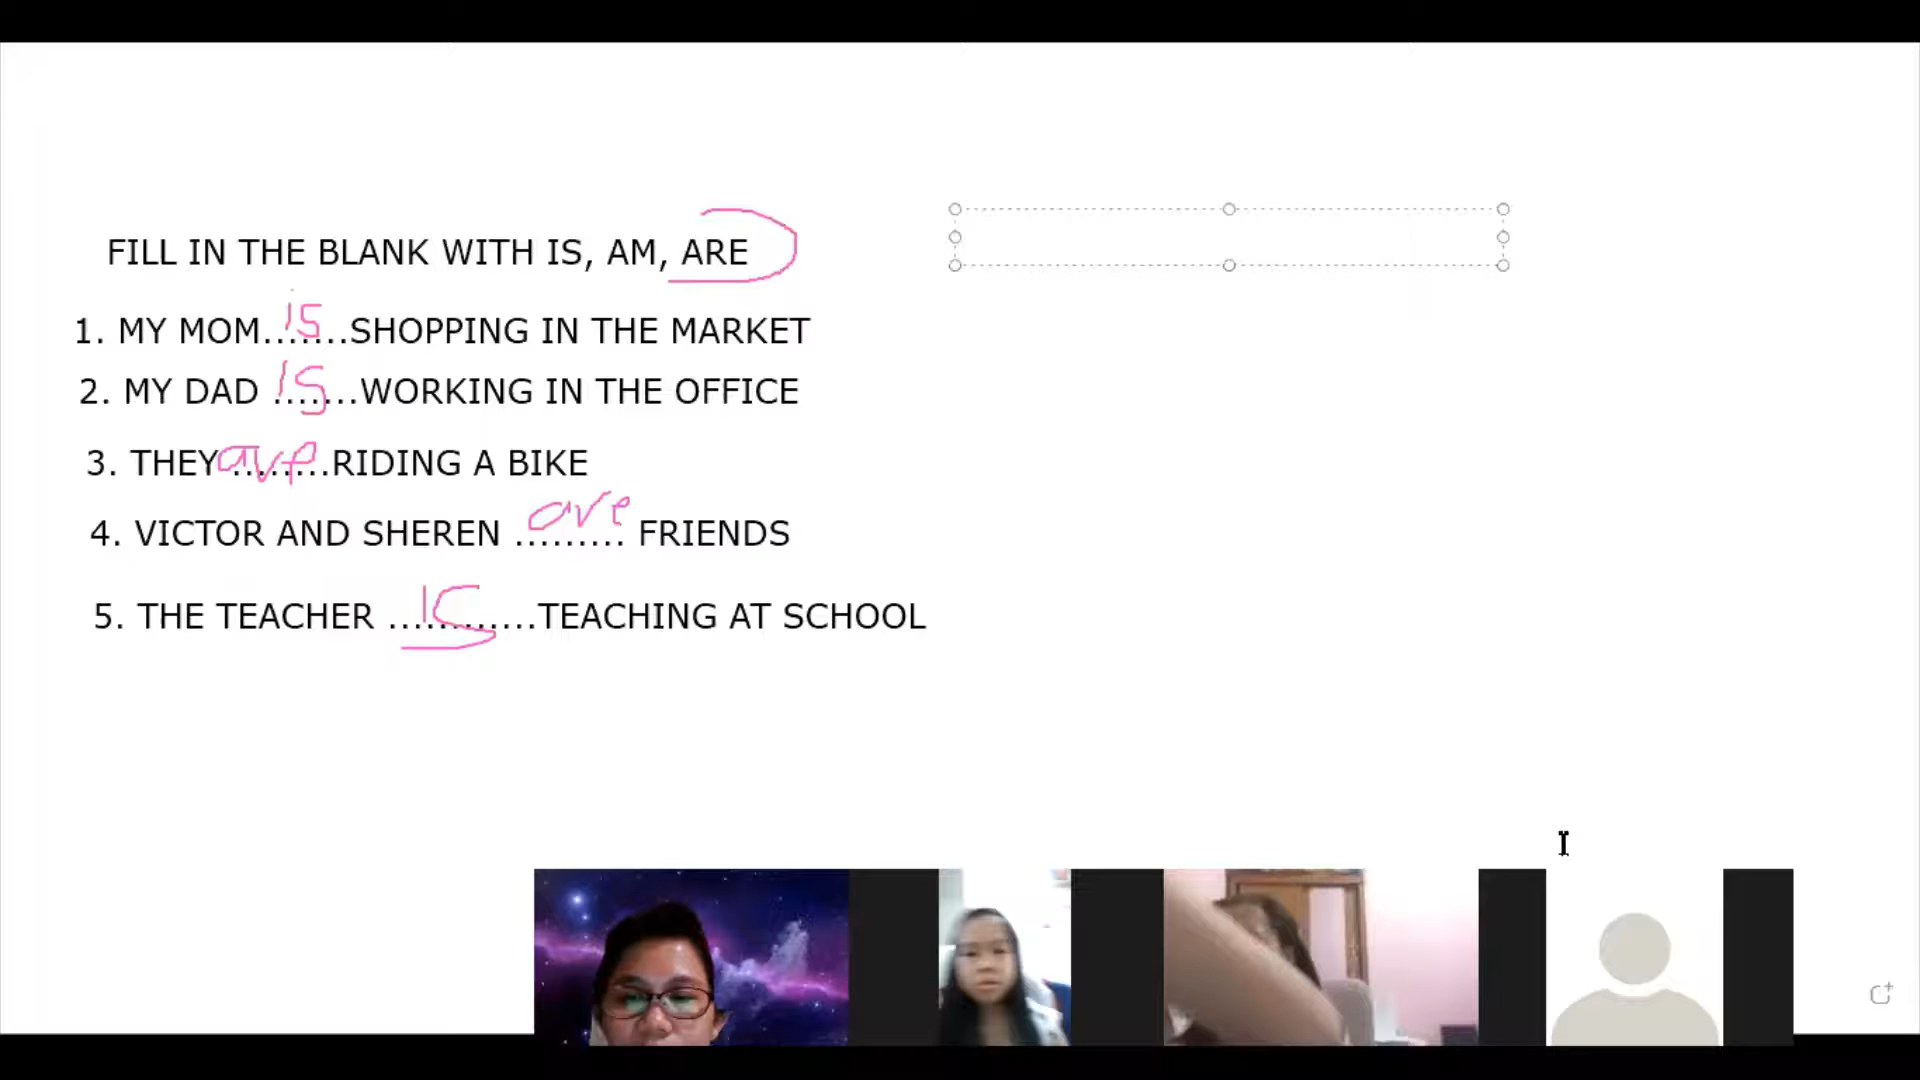 FILL IN THE BLANK WITH IS, AM, ARE
1. MY MOM...is....SHOPPING IN THE MARKET
2. MY DAD ..is.....WORKING IN THE OFFICE
3. THEY are........RIDING A BIKE
4. VICTOR AND SHEREN ...are...... FRIENDS
5. THE TEACHER ...is.........TEACHING AT SCHOOL